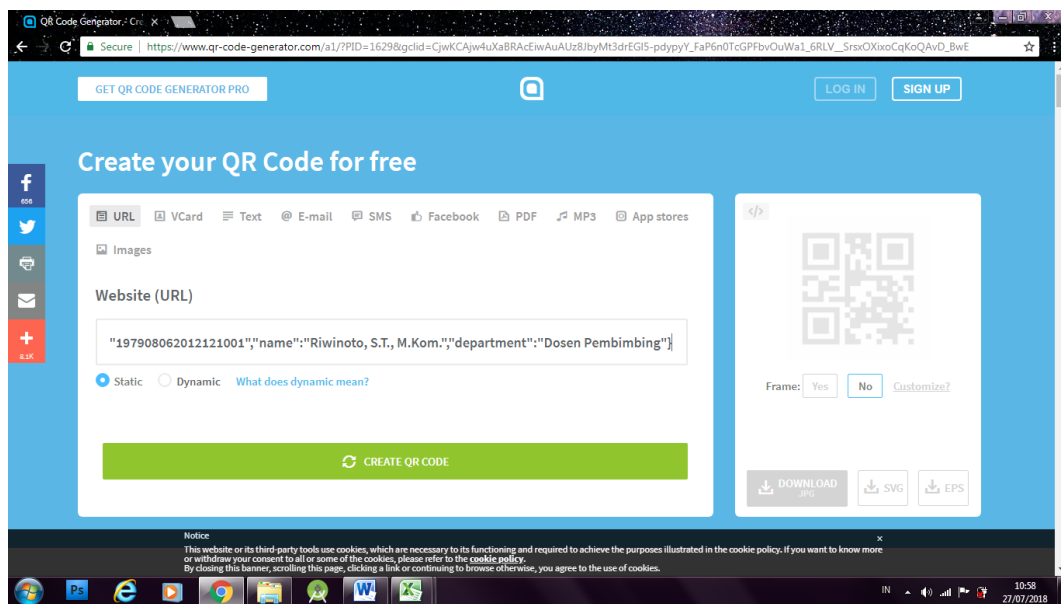 QR Code Generator
Secure | https://www.qr-code-generator.com/a1/?PID=1629&gclid=CjwKCAjw4uXaBRAcEiwAuAUz8JbyMt3drEGI5-pdypyY_FaP6n0TcGPFbvOuWa1_6RLV__SrsxOXixoCqKoQAvD_BwE
GET QR CODE GENERATOR PRO
LOG IN
SIGN UP
Create your QR Code for free
656
8.1K
URL VCard Text @ E-mail SMS Facebook PDF MP3 App stores
Images
Website (URL)
"197908062012121001","name":"Riwinoto, S.T., M.Kom.","department":"Dosen Pembimbing"}
Static Dynamic What does dynamic mean?
CREATE QR CODE
</>
Frame: Yes No Customize?
DOWNLOAD
JPG
SVG
EPS
Notice
This website or its third-party tools use cookies, which are necessary to its functioning and required to achieve the purposes illustrated in the cookie policy. If you want to know more
or withdraw your consent to all or some of the cookies, please refer to the cookie policy.
By closing this banner, scrolling this page, clicking a link or continuing to browse otherwise, you agree to the use of cookies.
Ps
IN
10:58
27/07/2018